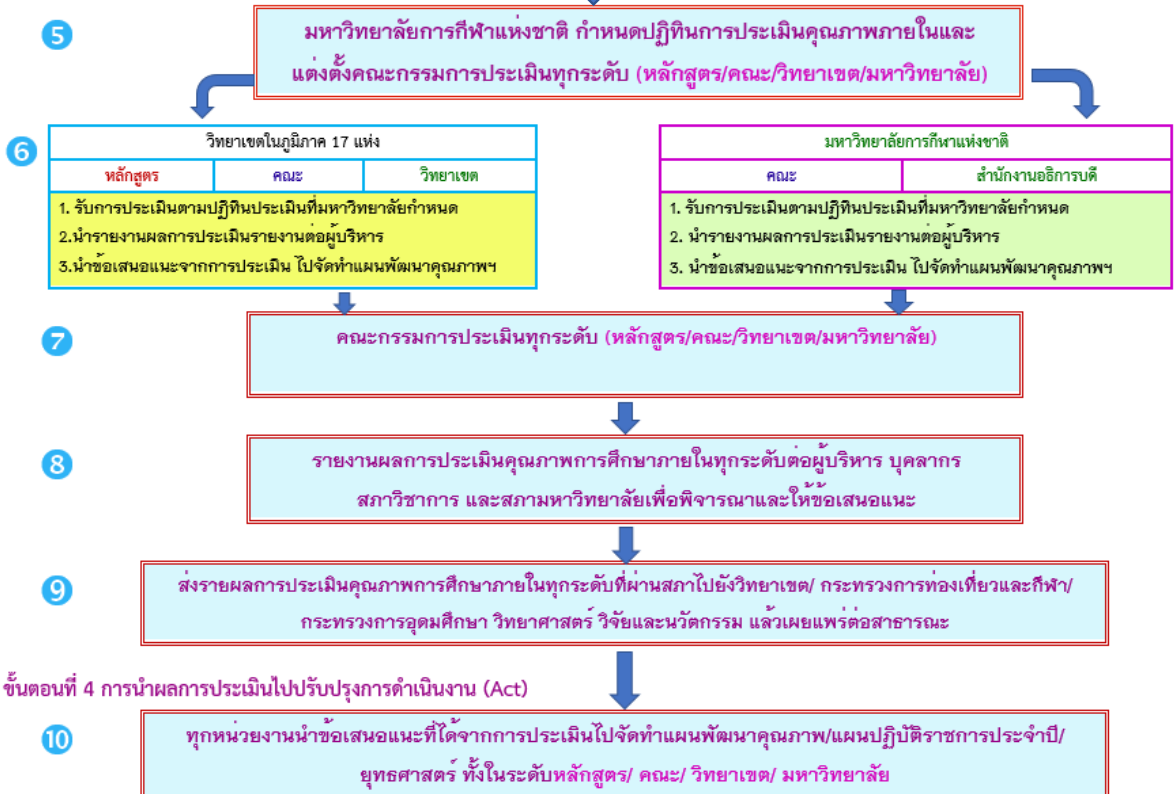 5
มหาวิทยาลัยการกีฬาแห่งชาติ กำหนดปฏิทินการประเมินคุณภาพภายในและ
แต่งตั้งคณะกรรมการประเมินทุกระดับ (หลักสูตร/คณะ/วิทยาเขต/มหาวิทยาลัย)
6
วิทยาเขตในภูมิภาค 17 แห่ง
หลักสูตร คณะ วิทยาเขต
1. รับการประเมินตามปฏิทินประเมินที่มหาวิทยาลัยกำหนด
2.นำรายงานผลการประเมินรายงานต่อผู้บริหาร
3.นำข้อเสนอแนะจากการประเมิน ไปจัดทำแผนพัฒนาคุณภาพฯ
มหาวิทยาลัยการกีฬาแห่งชาติ
คณะ สำนักงานอธิการบดี
1. รับการประเมินตามปฏิทินประเมินที่มหาวิทยาลัยกำหนด
2. นำรายงานผลการประเมินรายงานต่อผู้บริหาร
3. นำข้อเสนอแนะจากการประเมิน ไปจัดทำแผนพัฒนาคุณภาพฯ
7
คณะกรรมการประเมินทุกระดับ (หลักสูตร/คณะ/วิทยาเขต/มหาวิทยาลัย)
8
รายงานผลการประเมินคุณภาพการศึกษาภายในทุกระดับต่อผู้บริหาร บุคลากร
สภาวิชาการ และสภามหาวิทยาลัยเพื่อพิจารณาและให้ข้อเสนอแนะ
9
ส่งรายผลการประเมินคุณภาพการศึกษาภายในทุกระดับที่ผ่านสภาไปยังวิทยาเขต/ กระทรวงการท่องเที่ยวและกีฬา/
กระทรวงการอุดมศึกษา วิทยาศาสตร์ วิจัยและนวัตกรรม แล้วเผยแพร่ต่อสาธารณะ
ขั้นตอนที่ 4 การนำผลการประเมินไปปรับปรุงการดำเนินงาน (Act)
10
ทุกหน่วยงานนำข้อเสนอแนะที่ได้จากการประเมินไปจัดทำแผนพัฒนาคุณภาพ/แผนปฏิบัติราชการประจำปี/
ยุทธศาสตร์ ทั้งในระดับหลักสูตร/ คณะ/ วิทยาเขต/ มหาวิทยาลัย